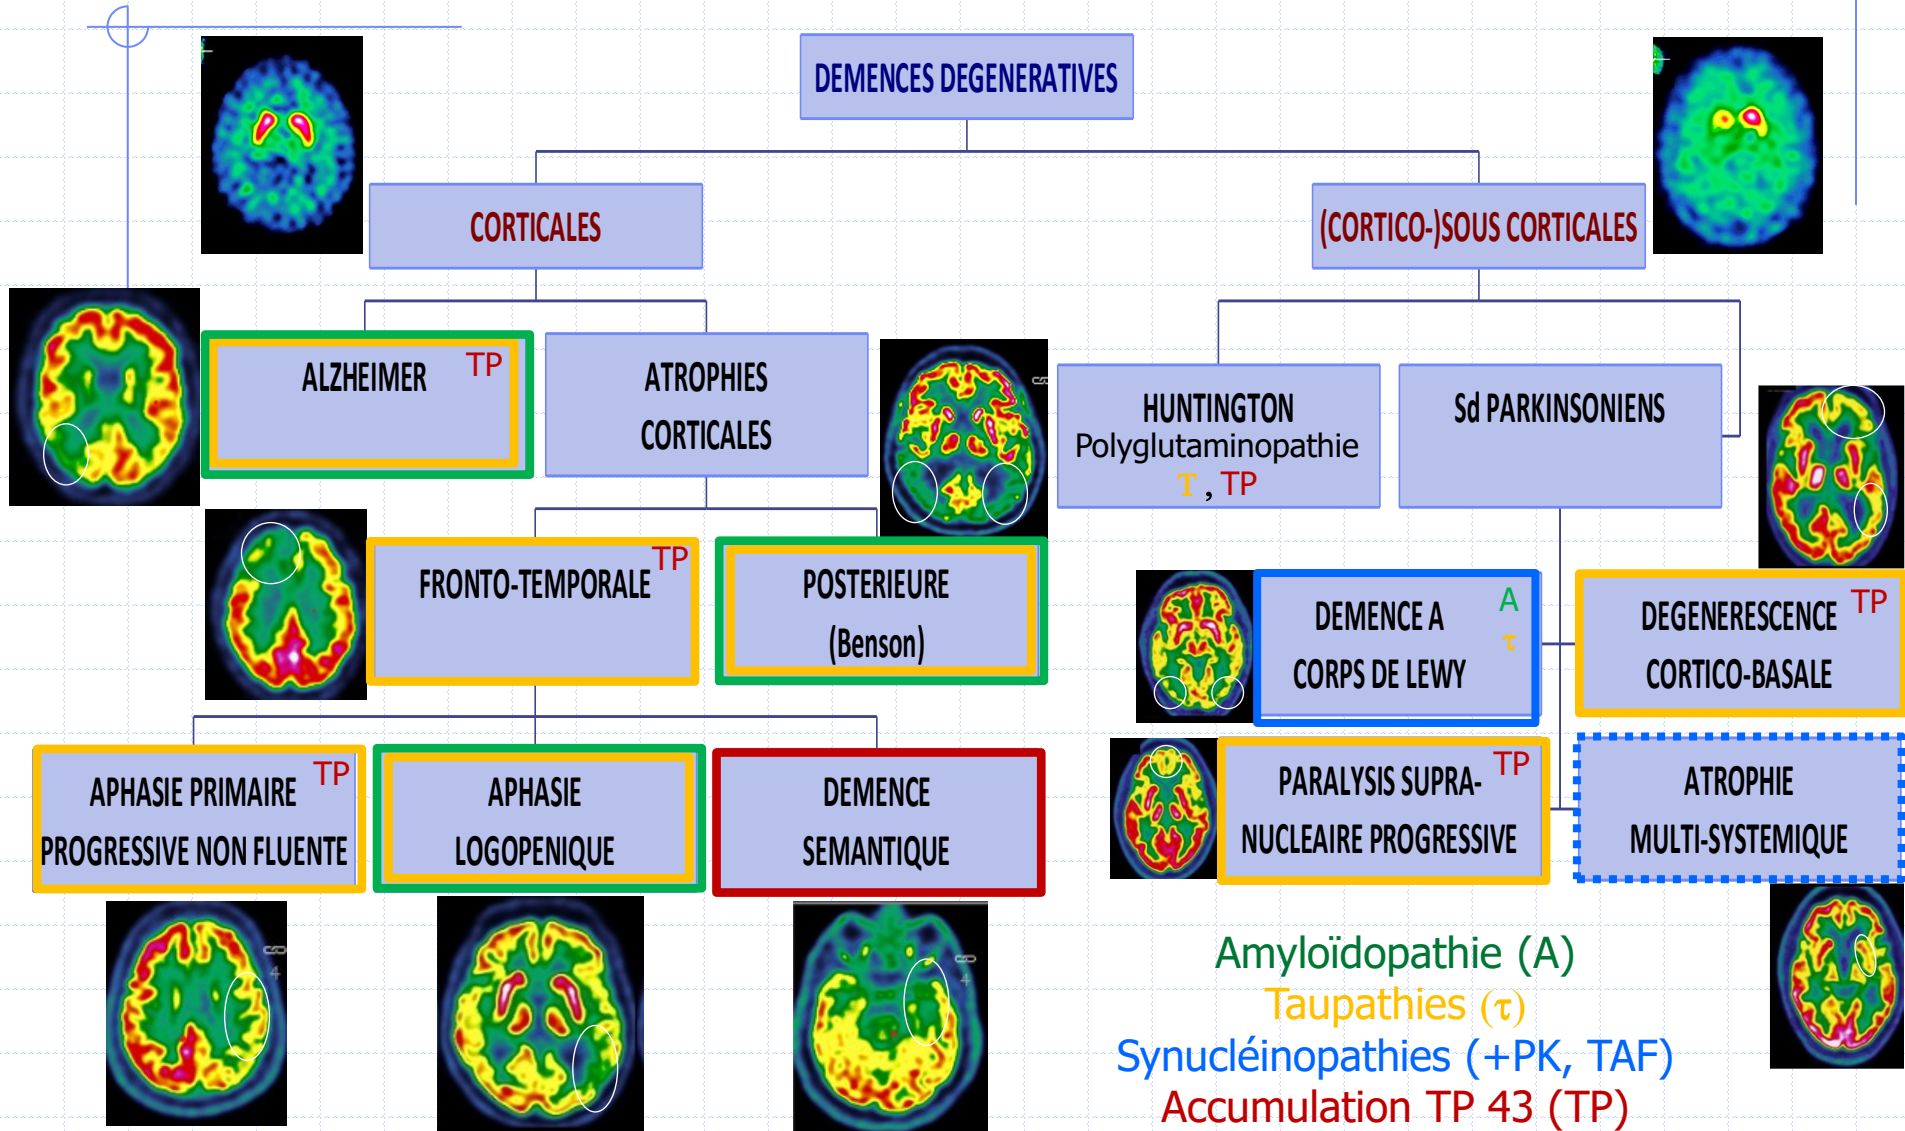 DEMENCES DEGENERATIVES
CORTICALES
(CORTICO-)SOUS CORTICALES
ALZHEIMER
TP
ATROPHIES
CORTICALES
HUNTINGTON
Polyglutaminopathie
T , TP
Sd PARKINSONIENS
FRONTO-TEMPORALE
TP
POSTERIEURE
(Benson)
DEMENCE A
CORPS DE LEWY
A
τ
DEGENERESCENCE
CORTICO-BASALE
TP
APHASIE PRIMAIRE
PROGRESSIVE NON FLUENTE
TP
APHASIE
LOGOPENIQUE
DEMENCE
SEMANTIQUE
PARALYSIS SUPRA-
NUCLEAIRE PROGRESSIVE
TP
ATROPHIE
MULTI-SYSTEMIQUE
4
4
Amyloïdopathie (A)
Taupathies (τ)
Synucléinopathies (+PK, TAF)
Accumulation TP 43 (TP)